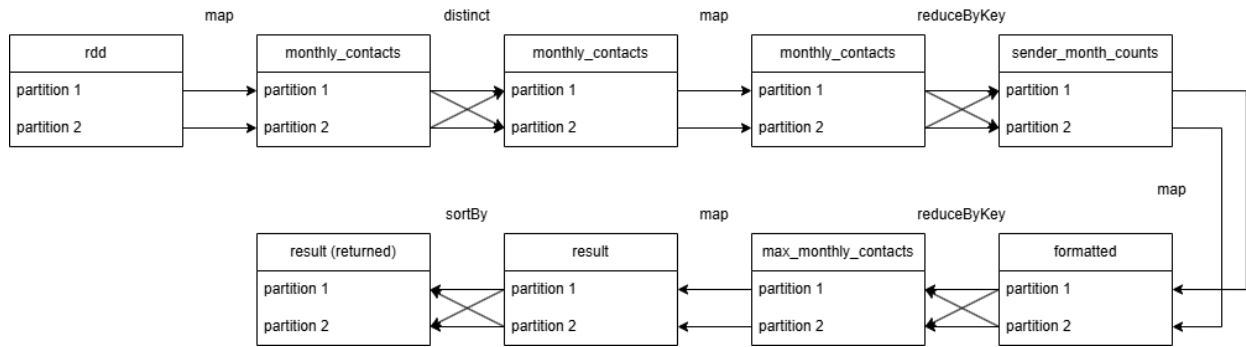 map
distinct
map
reduceByKey
rdd
partition 1
partition 2
monthly_contacts
partition 1
partition 2
monthly_contacts
partition 1
partition 2
monthly_contacts
partition 1
partition 2
sender_month_counts
partition 1
partition 2
map
sortBy
map
reduceByKey
result (returned)
partition 1
partition 2
result
partition 1
partition 2
max_monthly_contacts
partition 1
partition 2
formatted
partition 1
partition 2